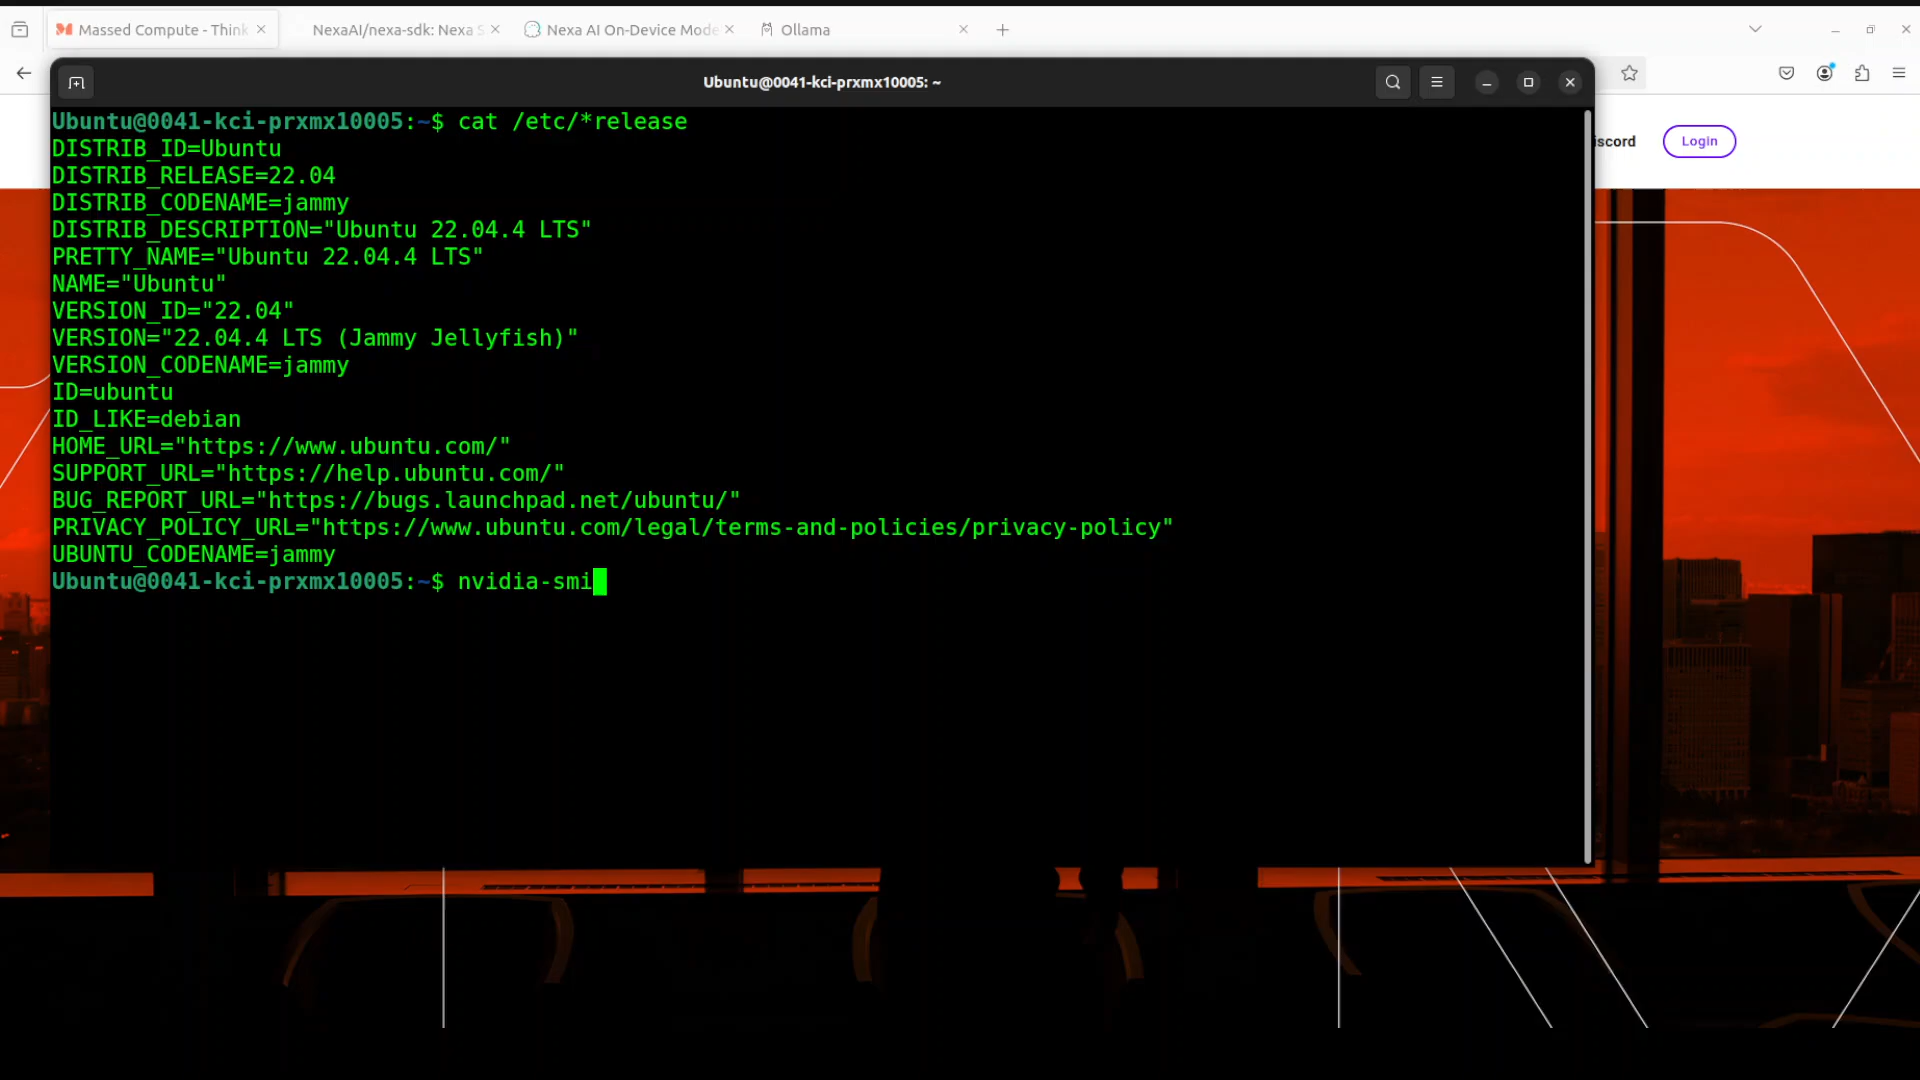 Massed Compute - Think
NexaAI/nexa-sdk: Nexa S
Nexa AI On-Device Mode
Ollama
Ubuntu@0041-kci-prxmx10005: ~
iscord
Login
Ubuntu@0041-kci-prxmx10005:~$ cat /etc/*release
DISTRIB_ID=Ubuntu
DISTRIB_RELEASE=22.04
DISTRIB_CODENAME=jammy
DISTRIB_DESCRIPTION="Ubuntu 22.04.4 LTS"
PRETTY_NAME="Ubuntu 22.04.4 LTS"
NAME="Ubuntu"
VERSION_ID="22.04"
VERSION="22.04.4 LTS (Jammy Jellyfish)"
VERSION_CODENAME=jammy
ID=ubuntu
ID_LIKE=debian
HOME_URL="https://www.ubuntu.com/"
SUPPORT_URL="https://help.ubuntu.com/"
BUG_REPORT_URL="https://bugs.launchpad.net/ubuntu/"
PRIVACY_POLICY_URL="https://www.ubuntu.com/legal/terms-and-policies/privacy-policy"
UBUNTU_CODENAME=jammy
Ubuntu@0041-kci-prxmx10005:~$ nvidia-smi